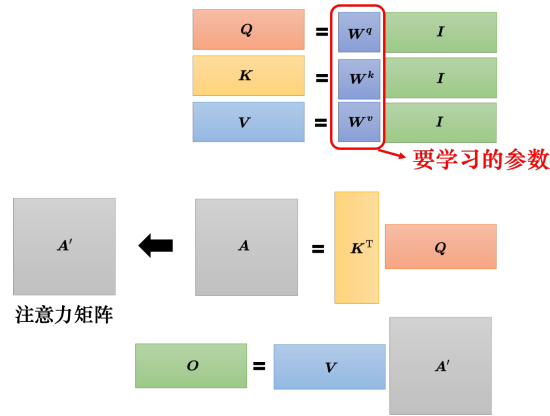 Q = W^q I
K = W^k I
V = W^v I
要学习的参数
A′ A = K^T Q
注意力矩阵
O = V A′